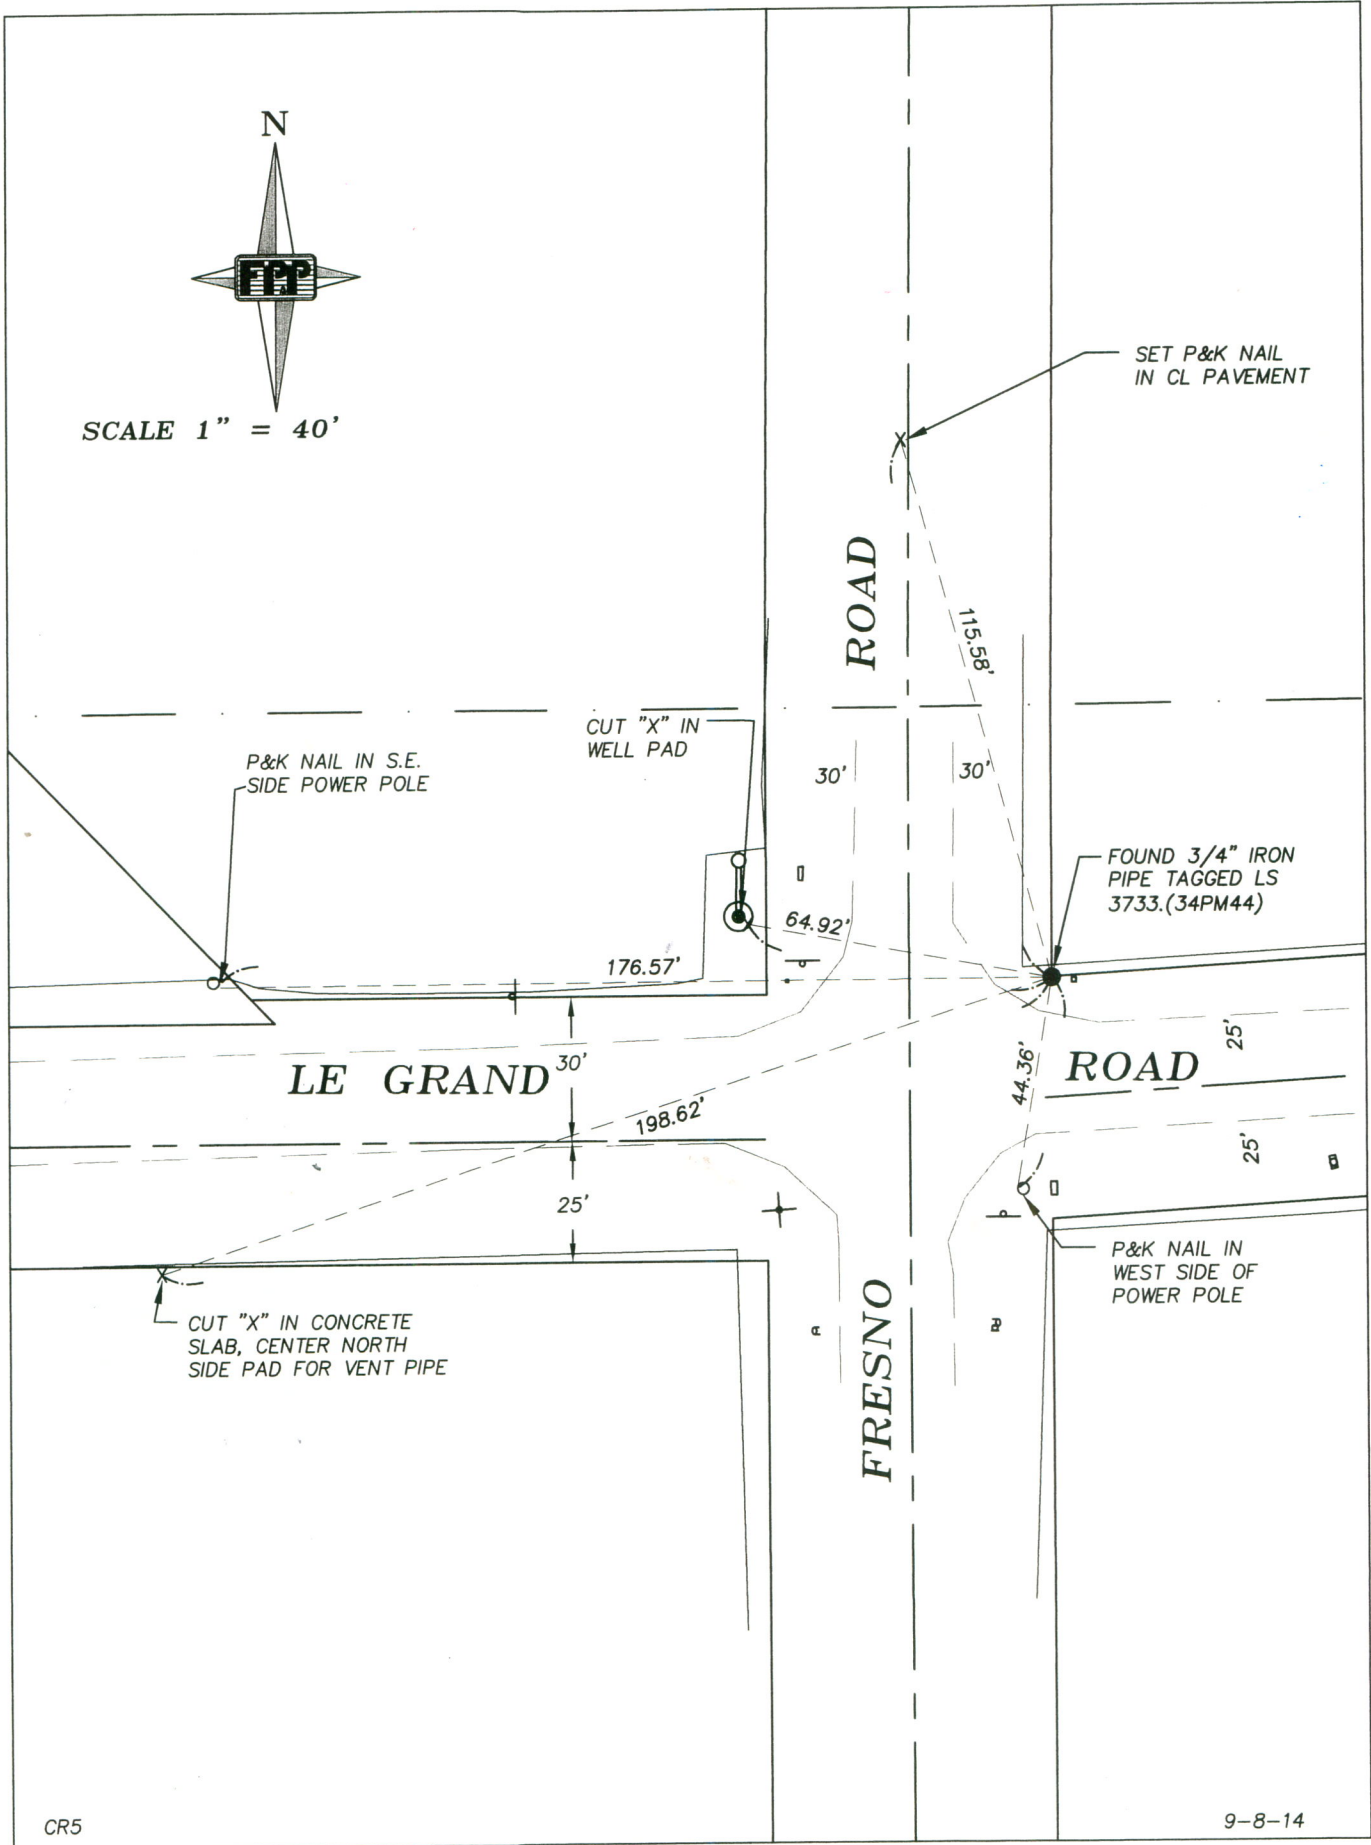 N
FPP
SCALE 1" = 40'
SET P&K NAIL
IN CL PAVEMENT
ROAD
115.58'
CUT "X" IN
WELL PAD
P&K NAIL IN S.E.
SIDE POWER POLE
30'
30'
FOUND 3/4" IRON
PIPE TAGGED LS
3733.(34PM44)
64.92'
176.57'
LE GRAND
30'
ROAD
25'
44.36'
198.62'
25'
25'
P&K NAIL IN
WEST SIDE OF
POWER POLE
CUT "X" IN CONCRETE
SLAB, CENTER NORTH
SIDE PAD FOR VENT PIPE
FRESNO
CR5
9-8-14